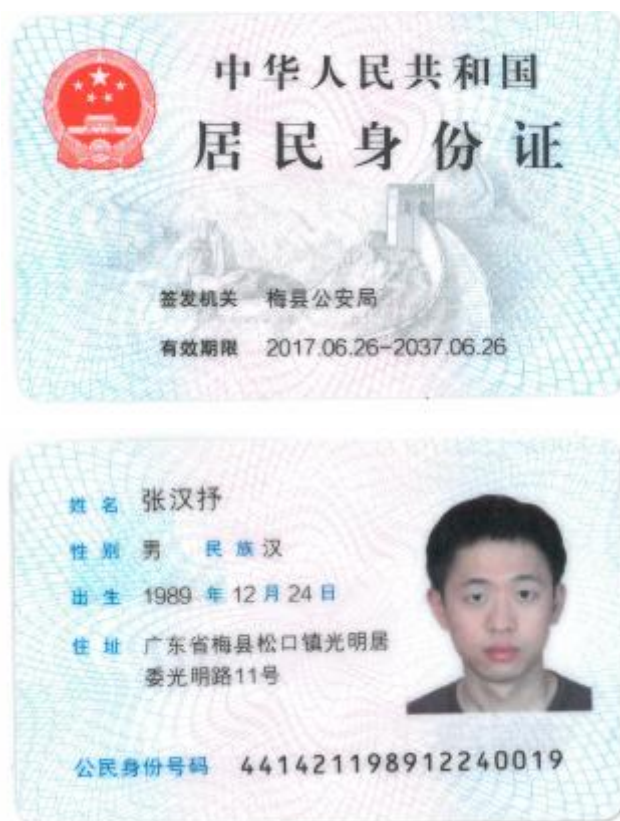 中华人民共和国
居民身份证
签发机关 梅县公安局
有效期限 2017.06.26-2037.06.26
姓名 张汉抒
性别 男 民族 汉
出生 1989 年 12 月 24 日
住址 广东省梅县松口镇光明居
委光明路11号
公民身份号码 441421198912240019